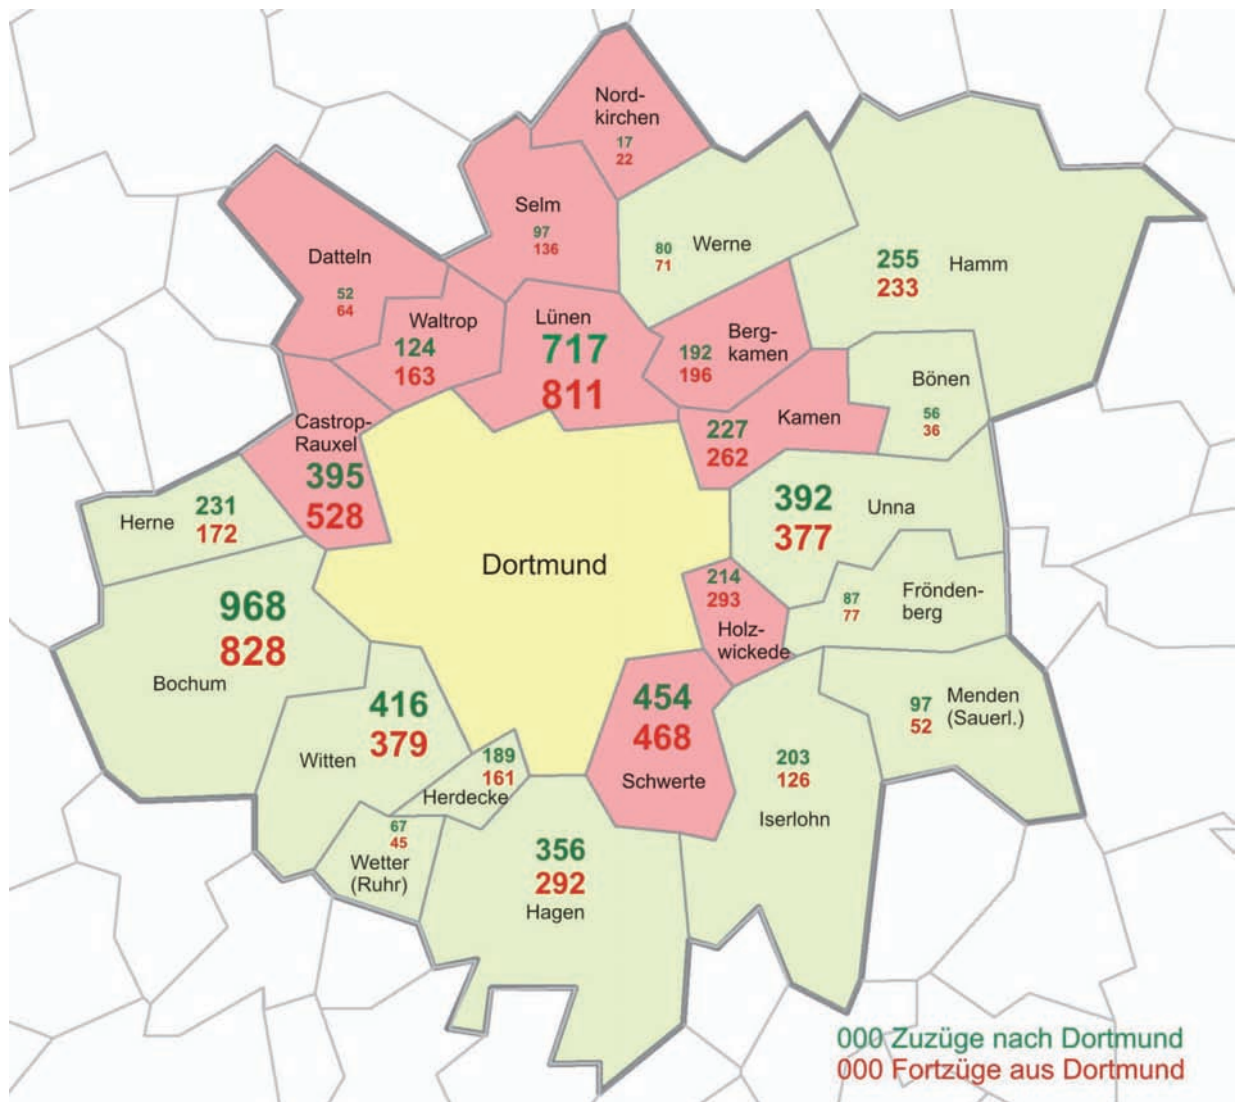 Nord-
kirchen
17
22
Selm
97
136
Werne
80
71
Hamm
255
233
Datteln
52
64
Waltrop
124
163
Lünen
717
811
Berg-
kamen
192
196
Bönen
56
36
Kamen
227
262
Castrop-
Rauxel
395
528
Herne
231
172
Unna
392
377
Dortmund
214
293
Holz-
wickede
87
77
Frönden-
berg
968
828
Bochum
416
379
Witten
454
468
Schwerte
97
52
Menden
(Sauerl.)
189
161
Herdecke
203
126
Iserlohn
67
45
Wetter
(Ruhr)
356
292
Hagen
000 Zuzüge nach Dortmund
000 Fortzüge aus Dortmund